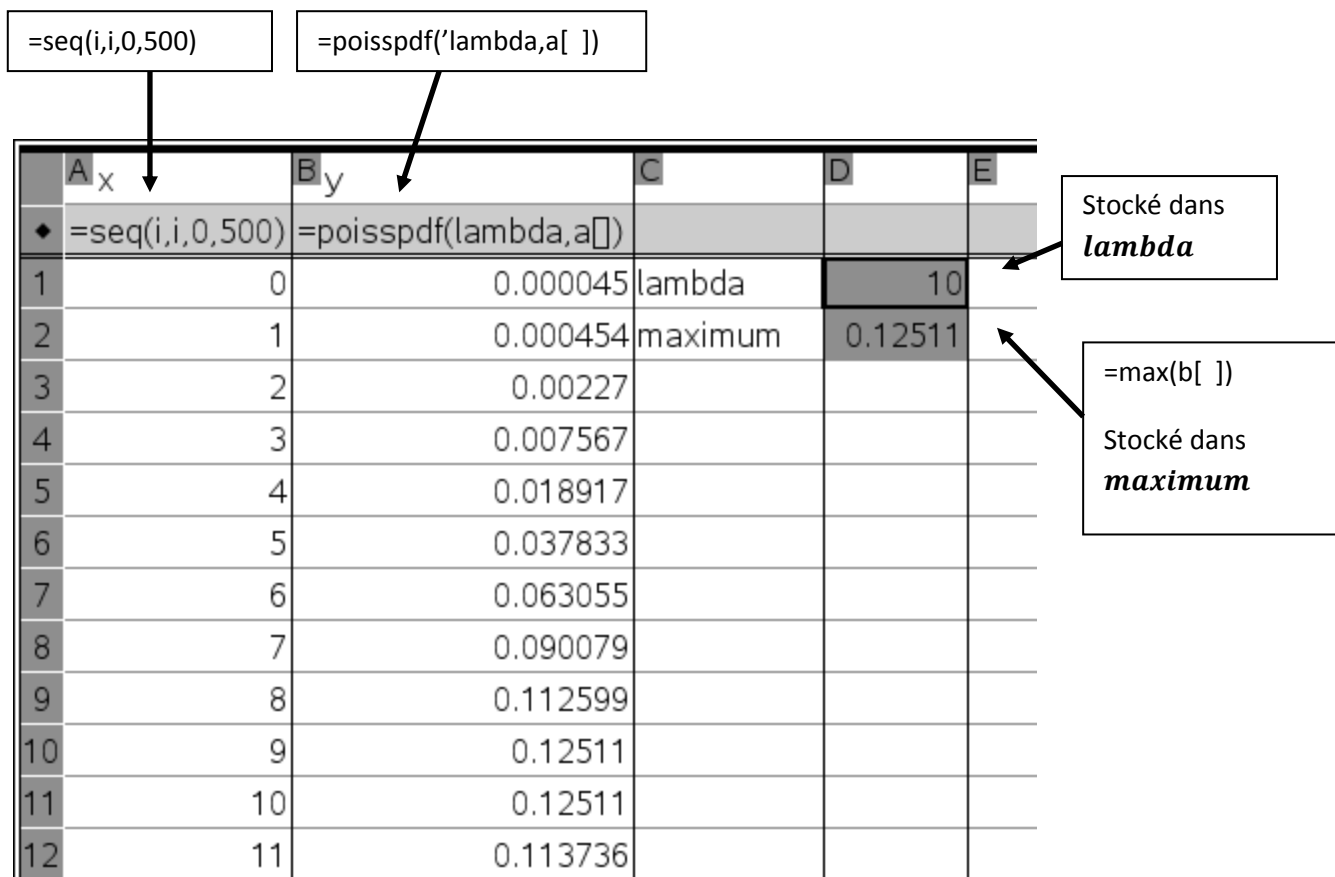 =seq(i,i,0,500) =poisspdf('lambda,a[ ])
A x B y C D E
◆ =seq(i,i,0,500) =poisspdf(lambda,a[])
Stocké dans
lambda
1 0 0.000045 lambda 10
2 1 0.000454 maximum 0.12511
=max(b[ ])
Stocké dans
maximum
3 2 0.00227
4 3 0.007567
5 4 0.018917
6 5 0.037833
7 6 0.063055
8 7 0.090079
9 8 0.112599
10 9 0.12511
11 10 0.12511
12 11 0.113736